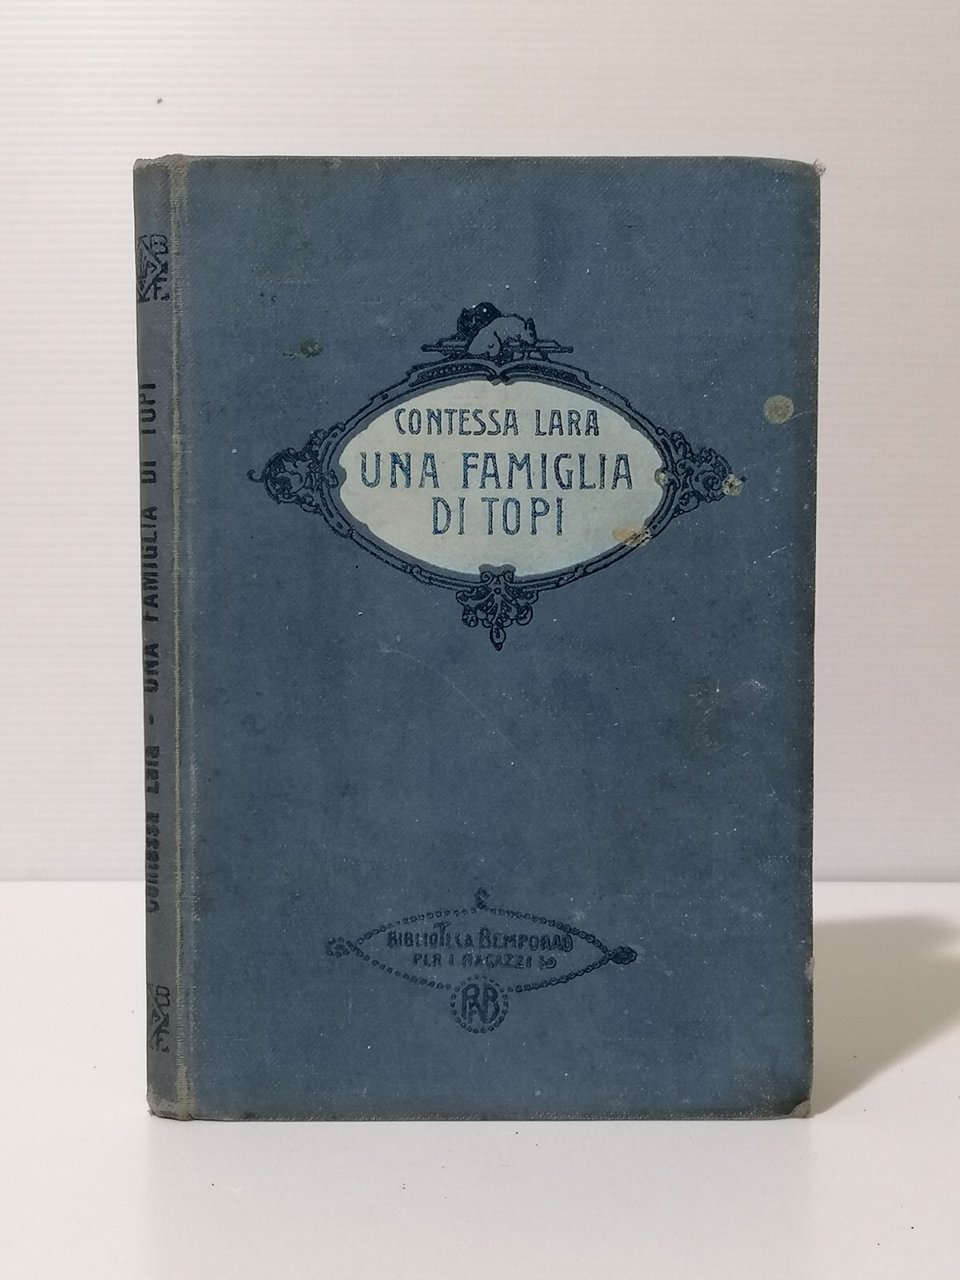 CONTESSA LARA
UNA FAMIGLIA
DI TOPI
BIBLIOTECA BEMPORAD
PER I RAGAZZI
RB
Contessa Lara - UNA FAMIGLIA DI TOPI